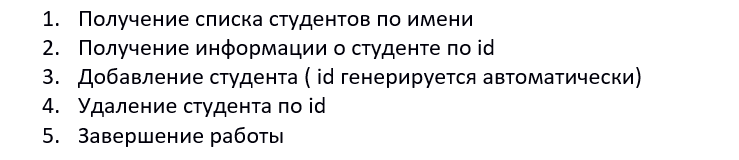 1. Получение списка студентов по имени
2. Получение информации о студенте по id
3. Добавление студента ( id генерируется автоматически)
4. Удаление студента по id
5. Завершение работы